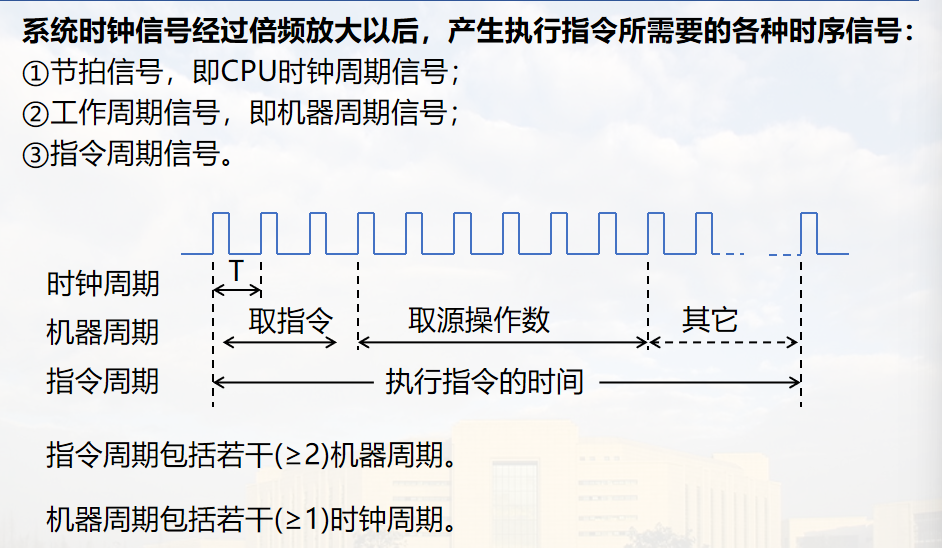 系统时钟信号经过倍频放大以后，产生执行指令所需要的各种时序信号：
①节拍信号，即CPU时钟周期信号；
②工作周期信号，即机器周期信号；
③指令周期信号。
T
时钟周期
机器周期 取指令 取源操作数 其它
指令周期 执行指令的时间
指令周期包括若干(≥2)机器周期。
机器周期包括若干(≥1)时钟周期。